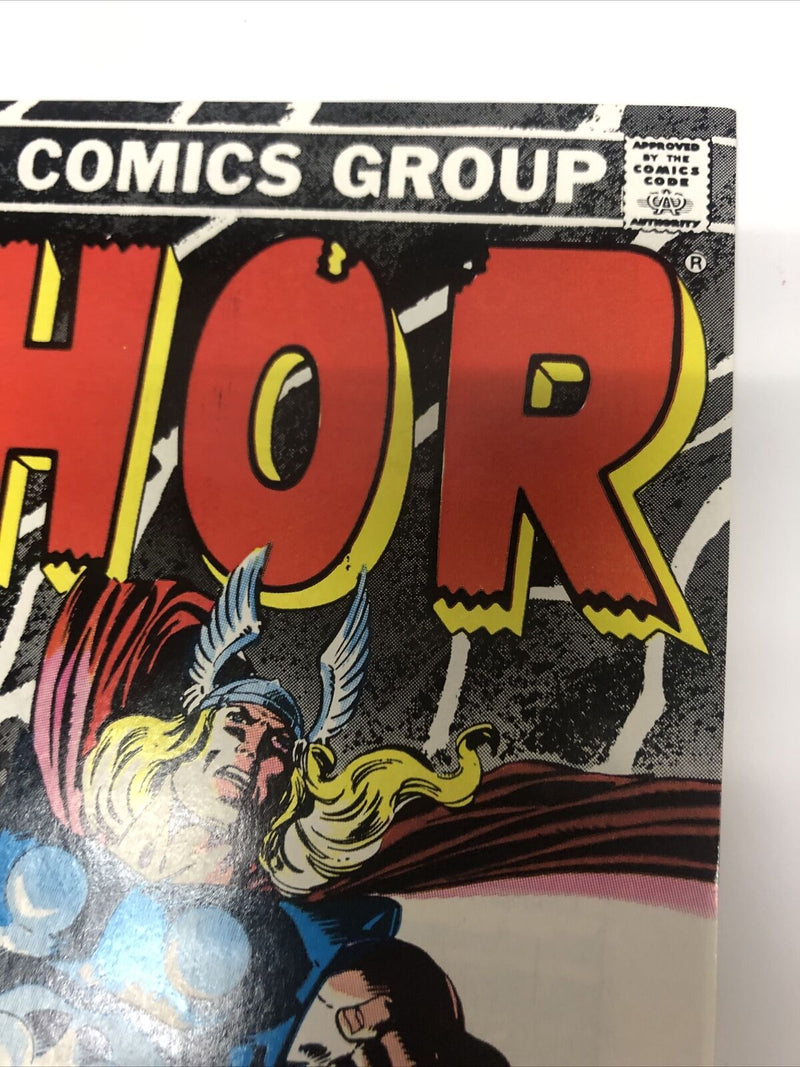 COMICS GROUP
APPROVED
BY THE
COMICS
CODE
CA
AUTHORITY
HOR
®